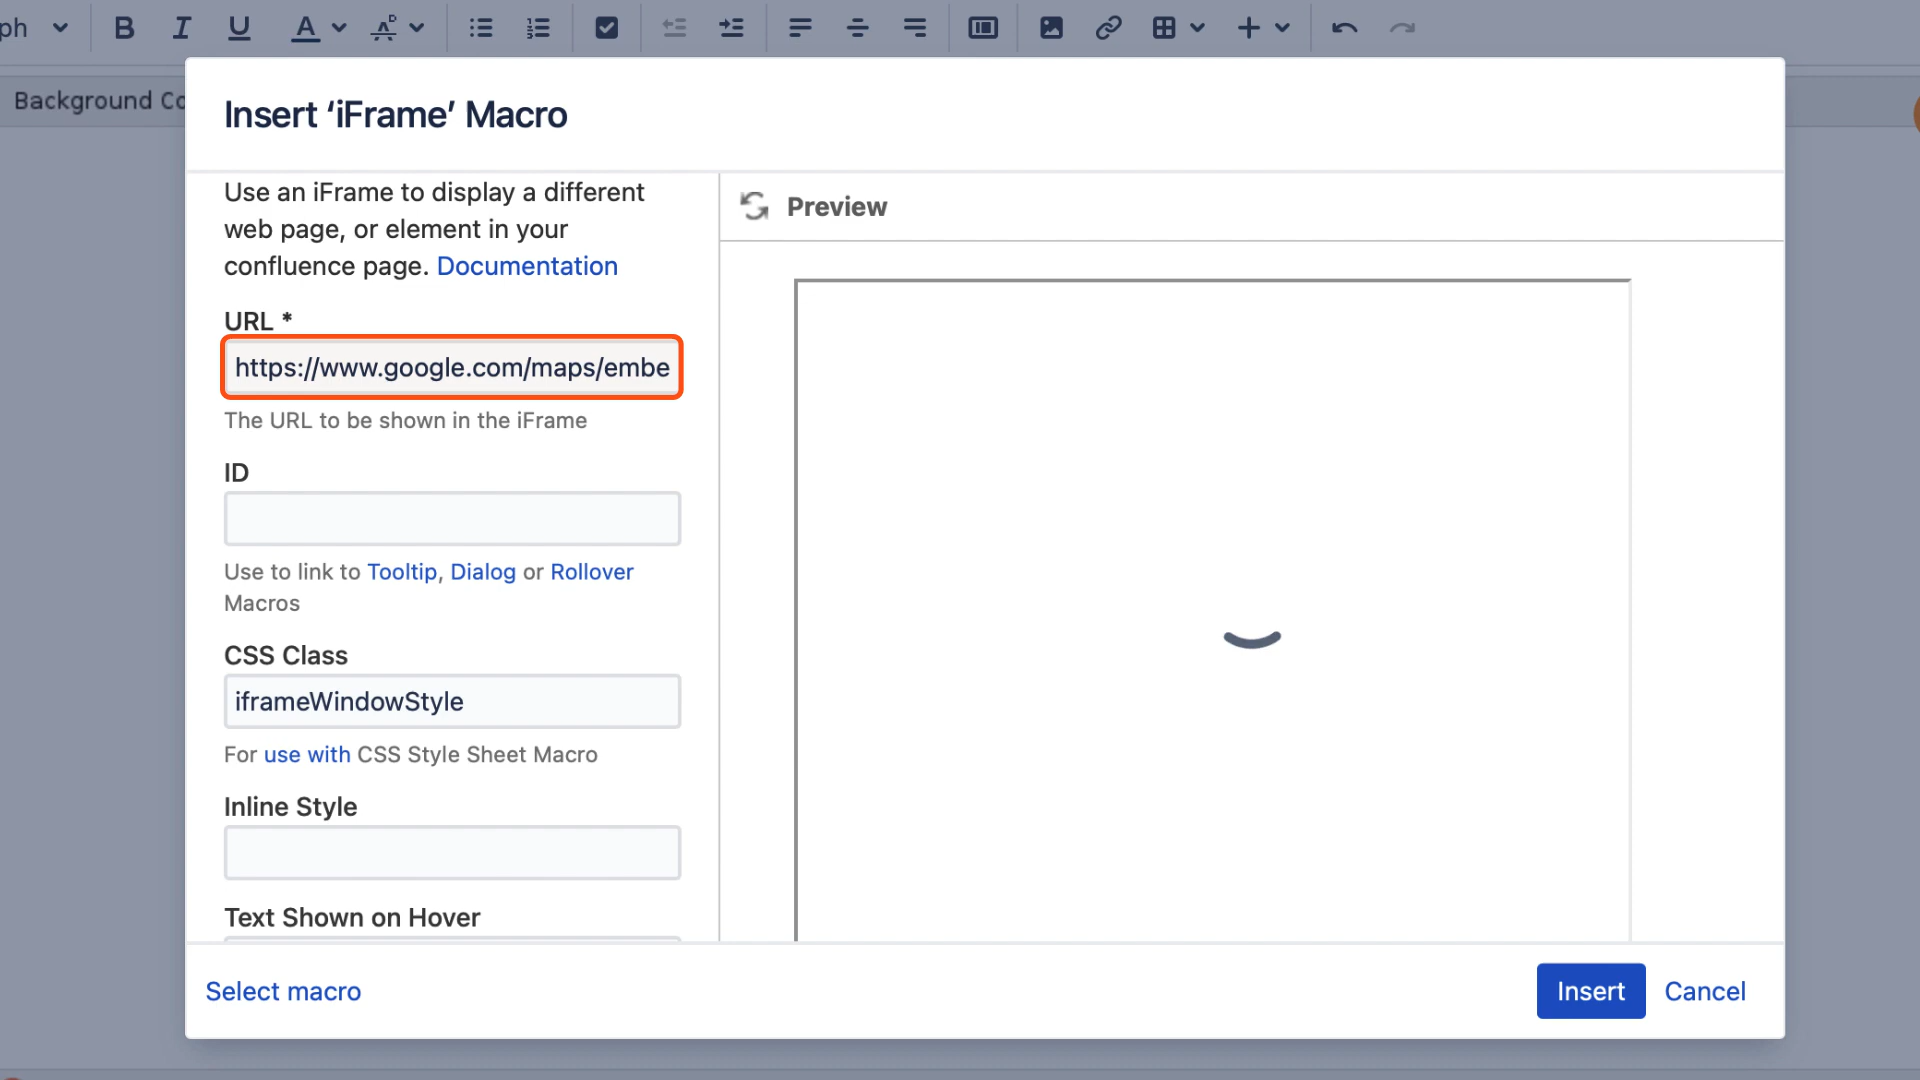 ph
B I U A
Background Co
Insert ‘iFrame’ Macro
Use an iFrame to display a different
web page, or element in your
confluence page. Documentation
Preview
URL *
https://www.google.com/maps/embe
The URL to be shown in the iFrame
ID
Use to link to Tooltip, Dialog or Rollover
Macros
CSS Class
iframeWindowStyle
For use with CSS Style Sheet Macro
Inline Style
Text Shown on Hover
Select macro
Insert
Cancel